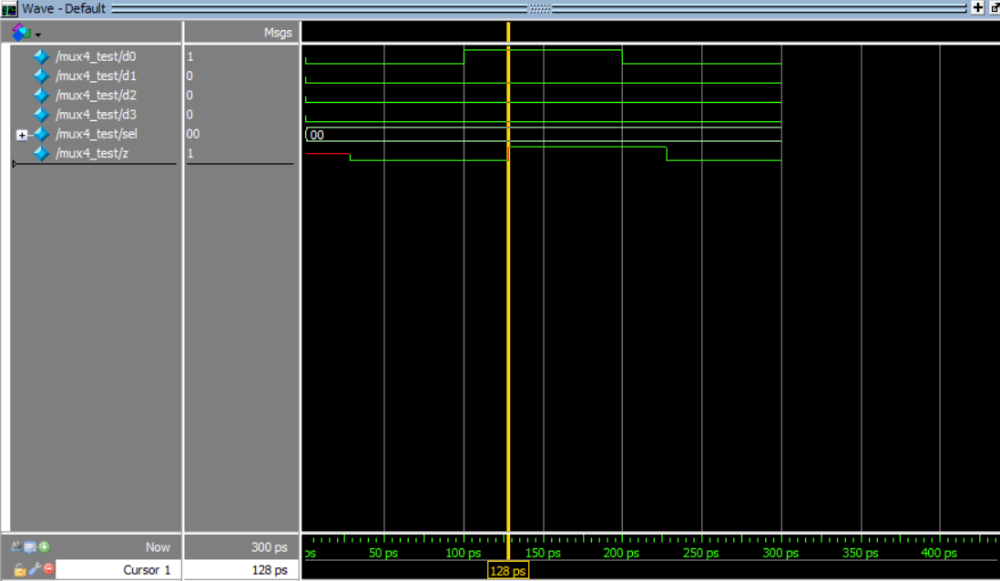 Wave - Default
Msgs
/mux4_test/d0 1
/mux4_test/d1 0
/mux4_test/d2 0
/mux4_test/d3 0
/mux4_test/sel 00 00
/mux4_test/z 1
Now 300 ps
ps 50 ps 100 ps 150 ps 200 ps 250 ps 300 ps 350 ps 400 ps
Cursor 1 128 ps 128 ps